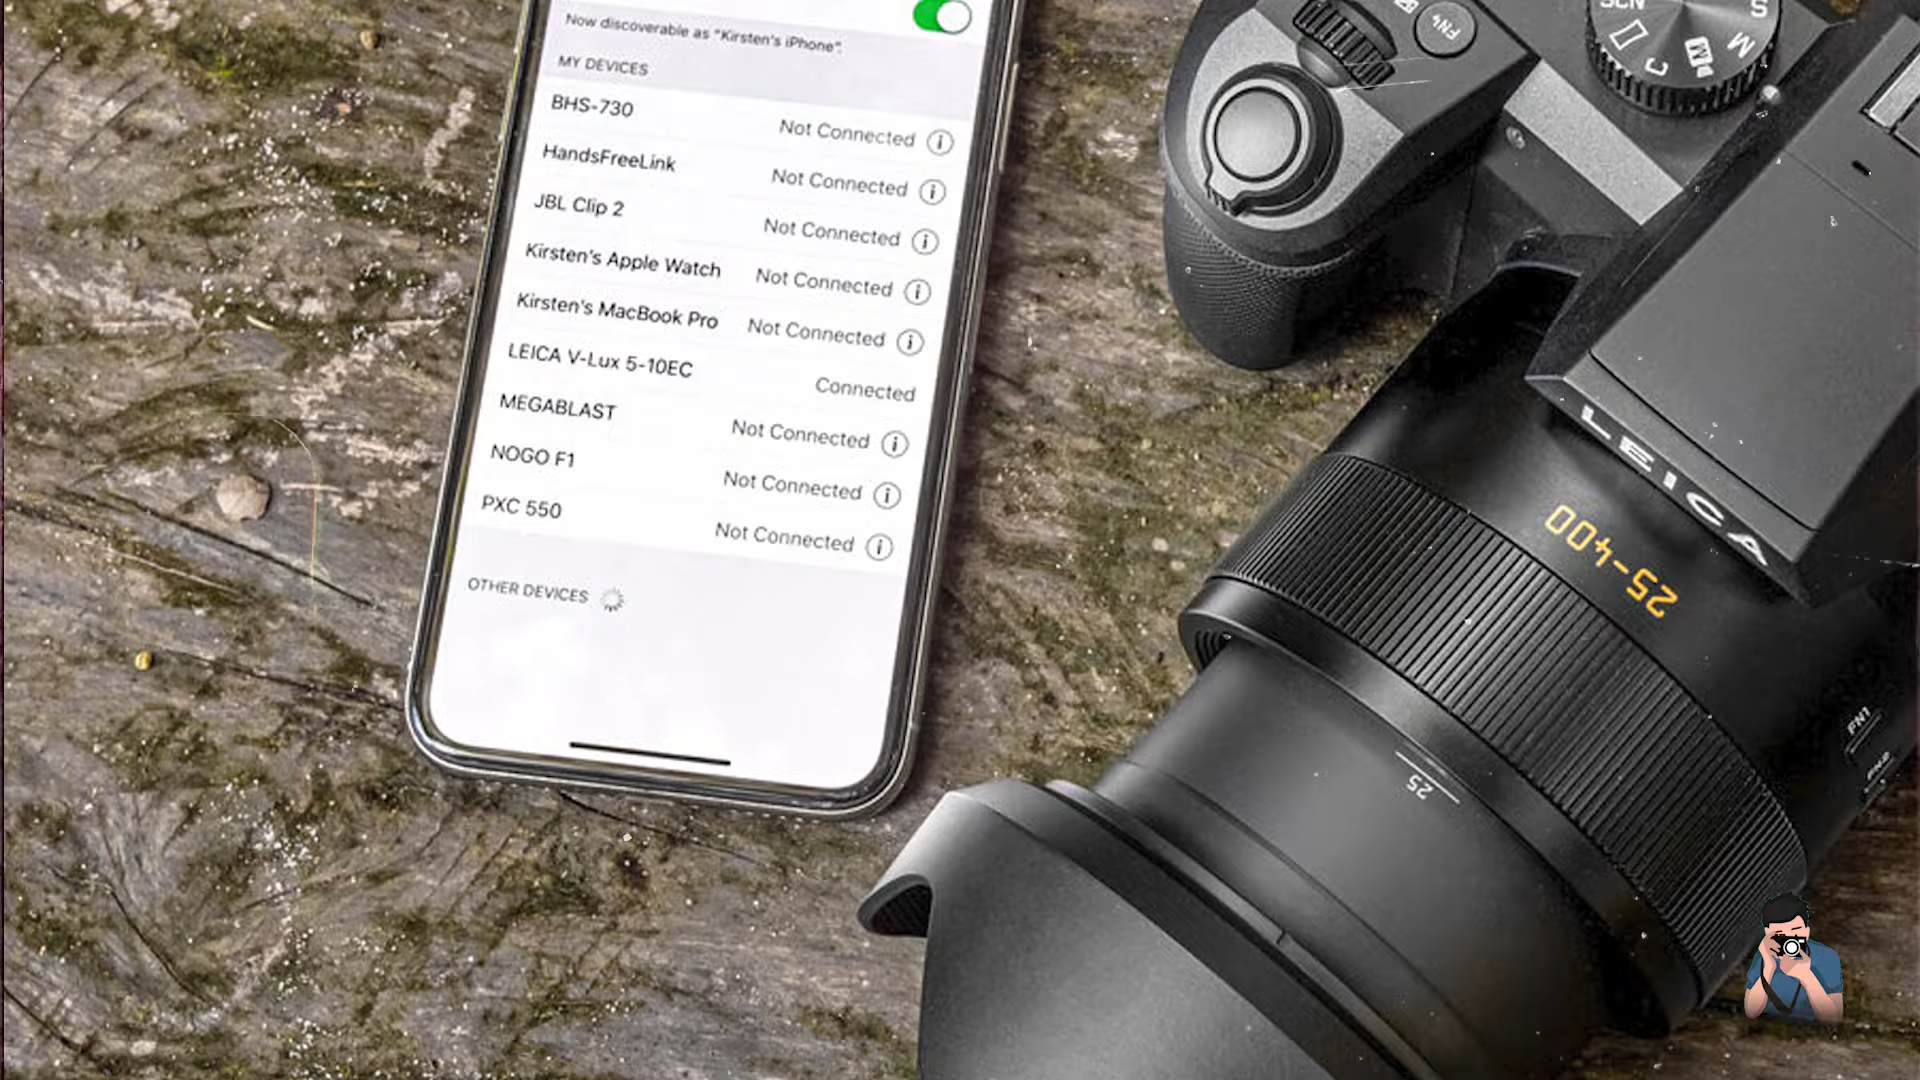 Now discoverable as "Kirsten's iPhone".
MY DEVICES
BHS-730 Not Connected
HandsFreeLink Not Connected
JBL Clip 2 Not Connected
Kirsten's Apple Watch Not Connected
Kirsten's MacBook Pro Not Connected
LEICA V-Lux 5-10EC Connected
MEGABLAST Not Connected
NOGO F1 Not Connected
PXC 550 Not Connected
OTHER DEVICES
FN4
SCN
S
M
M
C
LEICA
25-400
25
FN1
FN2